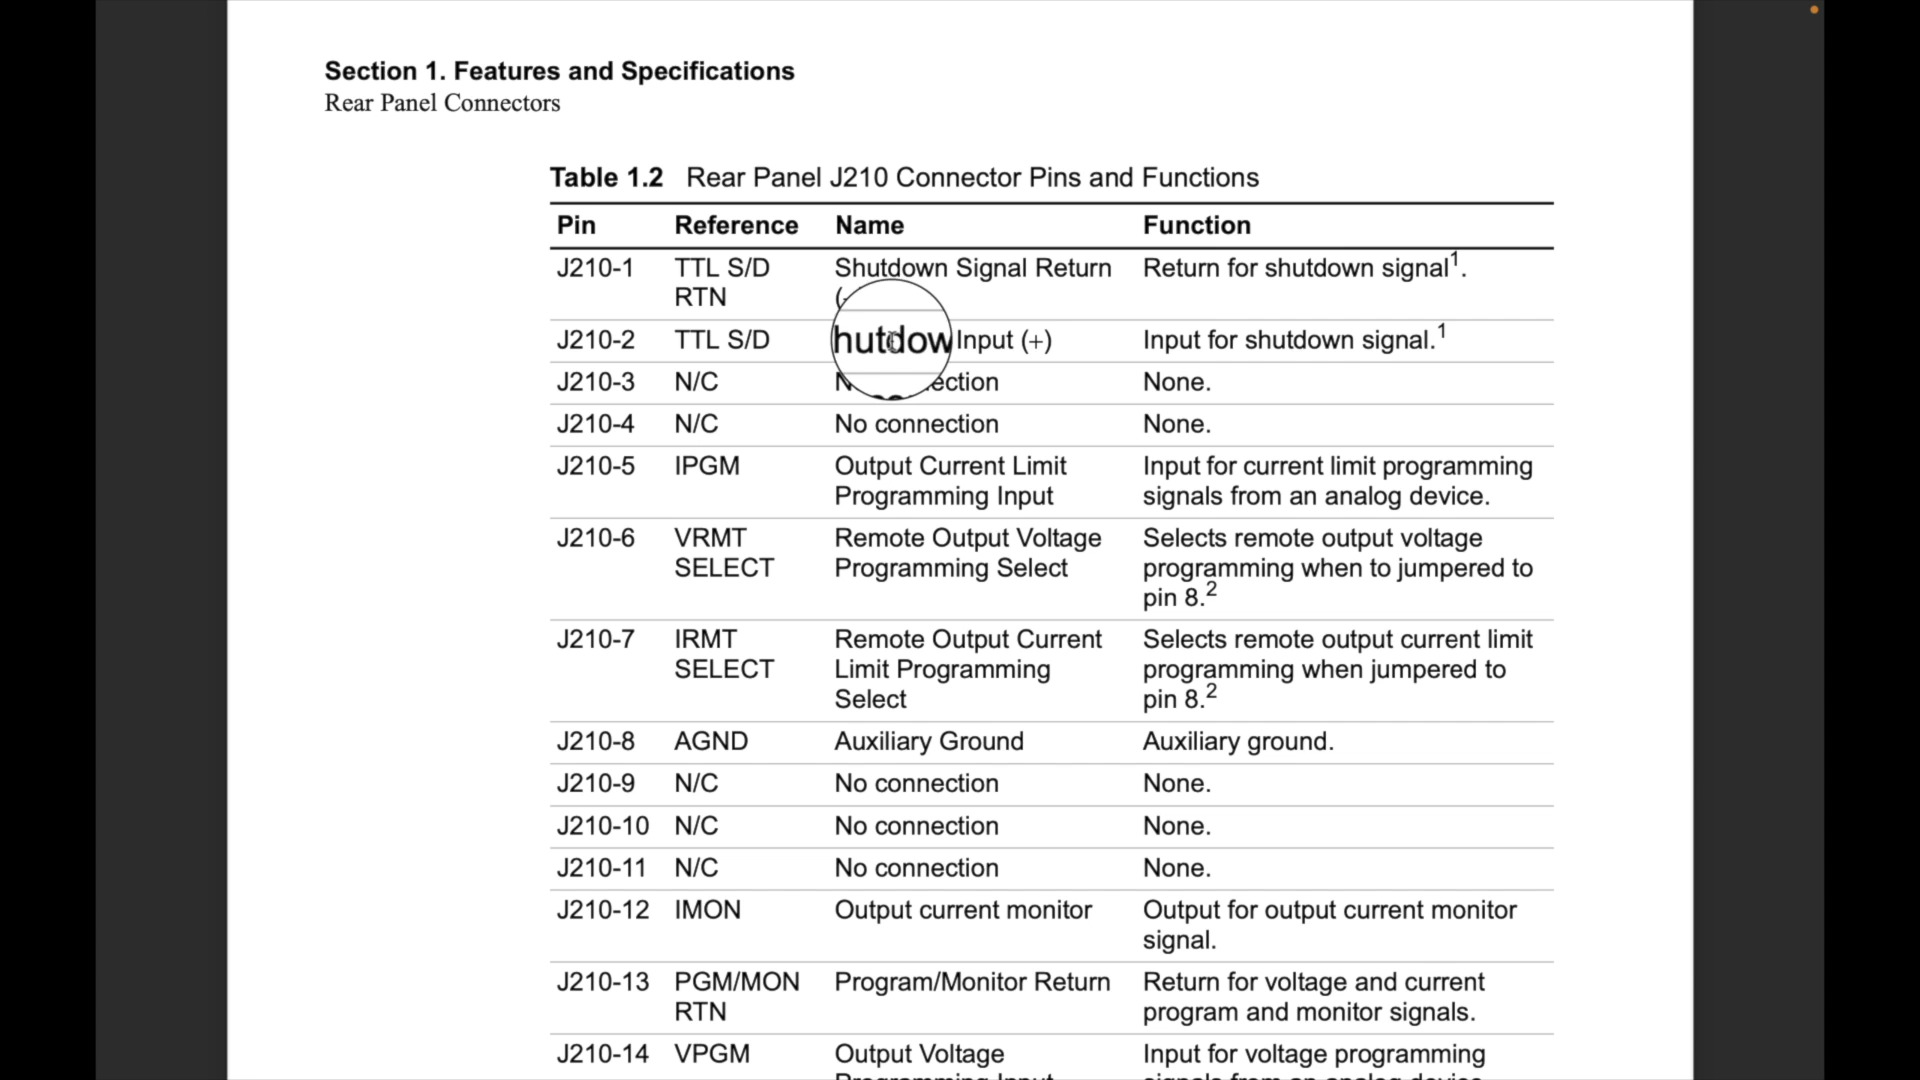 Section 1. Features and Specifications
Rear Panel Connectors
Table 1.2 Rear Panel J210 Connector Pins and Functions
Pin Reference Name Function
J210-1 TTL S/D Shutdown Signal Return Return for shutdown signal1.
RTN
J210-2 TTL S/D hutdow Input (+) Input for shutdown signal.1
J210-3 N/C ection None.
J210-4 N/C No connection None.
J210-5 IPGM Output Current Limit Input for current limit programming
Programming Input signals from an analog device.
J210-6 VRMT Remote Output Voltage Selects remote output voltage
SELECT Programming Select programming when to jumpered to
pin 8.2
J210-7 IRMT Remote Output Current Selects remote output current limit
SELECT Limit Programming programming when jumpered to
Select pin 8.2
J210-8 AGND Auxiliary Ground Auxiliary ground.
J210-9 N/C No connection None.
J210-10 N/C No connection None.
J210-11 N/C No connection None.
J210-12 IMON Output current monitor Output for output current monitor
signal.
J210-13 PGM/MON Program/Monitor Return Return for voltage and current
RTN program and monitor signals.
J210-14 VPGM Output Voltage Input for voltage programming